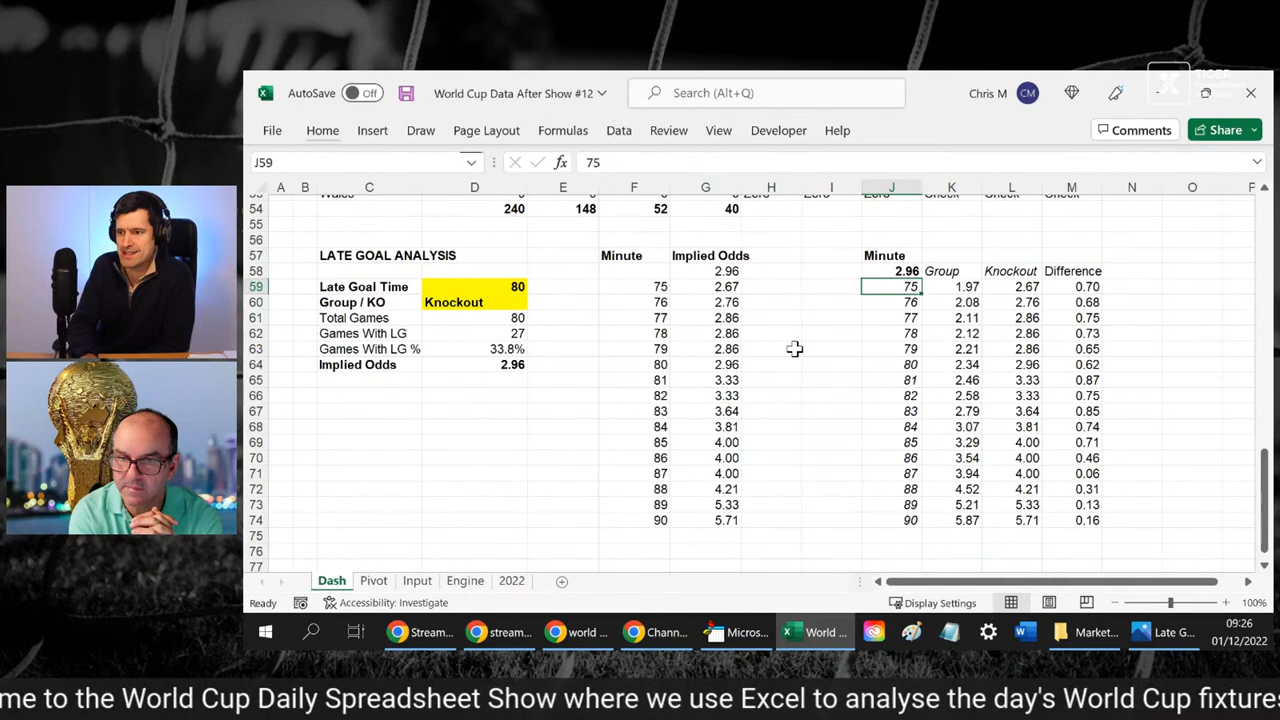 TIGER
AutoSave Off World Cup Data After Show #12 Search (Alt+Q) Chris M CM
File Home Insert Draw Page Layout Formulas Data Review View Developer Help Comments Share
J59 fx 75
A B C D E F G H I J K L M N O
54 240 148 52 40
55
56
57 LATE GOAL ANALYSIS Minute Implied Odds Minute
58 2.96 2.96 Group Knockout Difference
59 Late Goal Time 80 75 2.67 75 1.97 2.67 0.70
60 Group / KO Knockout 76 2.76 76 2.08 2.76 0.68
61 Total Games 80 77 2.86 77 2.11 2.86 0.75
62 Games With LG 27 78 2.86 78 2.12 2.86 0.73
63 Games With LG % 33.8% 79 2.86 79 2.21 2.86 0.65
64 Implied Odds 2.96 80 2.96 80 2.34 2.96 0.62
65 81 3.33 81 2.46 3.33 0.87
66 82 3.33 82 2.58 3.33 0.75
67 83 3.64 83 2.79 3.64 0.85
68 84 3.81 84 3.07 3.81 0.74
69 85 4.00 85 3.29 4.00 0.71
70 86 4.00 86 3.54 4.00 0.46
71 87 4.00 87 3.94 4.00 0.06
72 88 4.21 88 4.52 4.21 0.31
73 89 5.33 89 5.21 5.33 0.13
74 90 5.71 90 5.87 5.71 0.16
75
76
77
Dash Pivot Input Engine 2022
Ready Accessibility: Investigate Display Settings 100%
Stream... stream... world ... Chann... Micros... World ... Market... Late G... 09:26
01/12/2022
me to the World Cup Daily Spreadsheet Show where we use Excel to analyse the day's World Cup fixtures